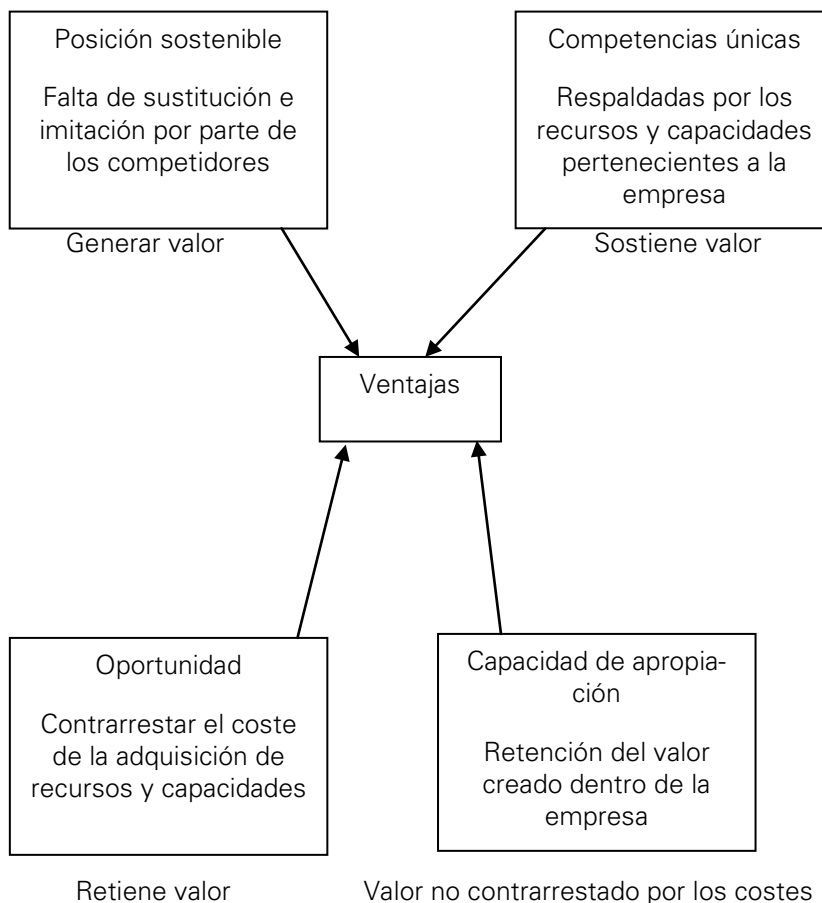 Posición sostenible
Falta de sustitución e
imitación por parte de
los competidores
Generar valor
Competencias únicas
Respaldadas por los
recursos y capacidades
pertenecientes a la
empresa
Sostiene valor
Ventajas
Oportunidad
Contrarrestar el coste
de la adquisición de
recursos y capacidades
Retiene valor
Capacidad de apropia-
ción
Retención del valor
creado dentro de la
empresa
Valor no contrarrestado por los costes